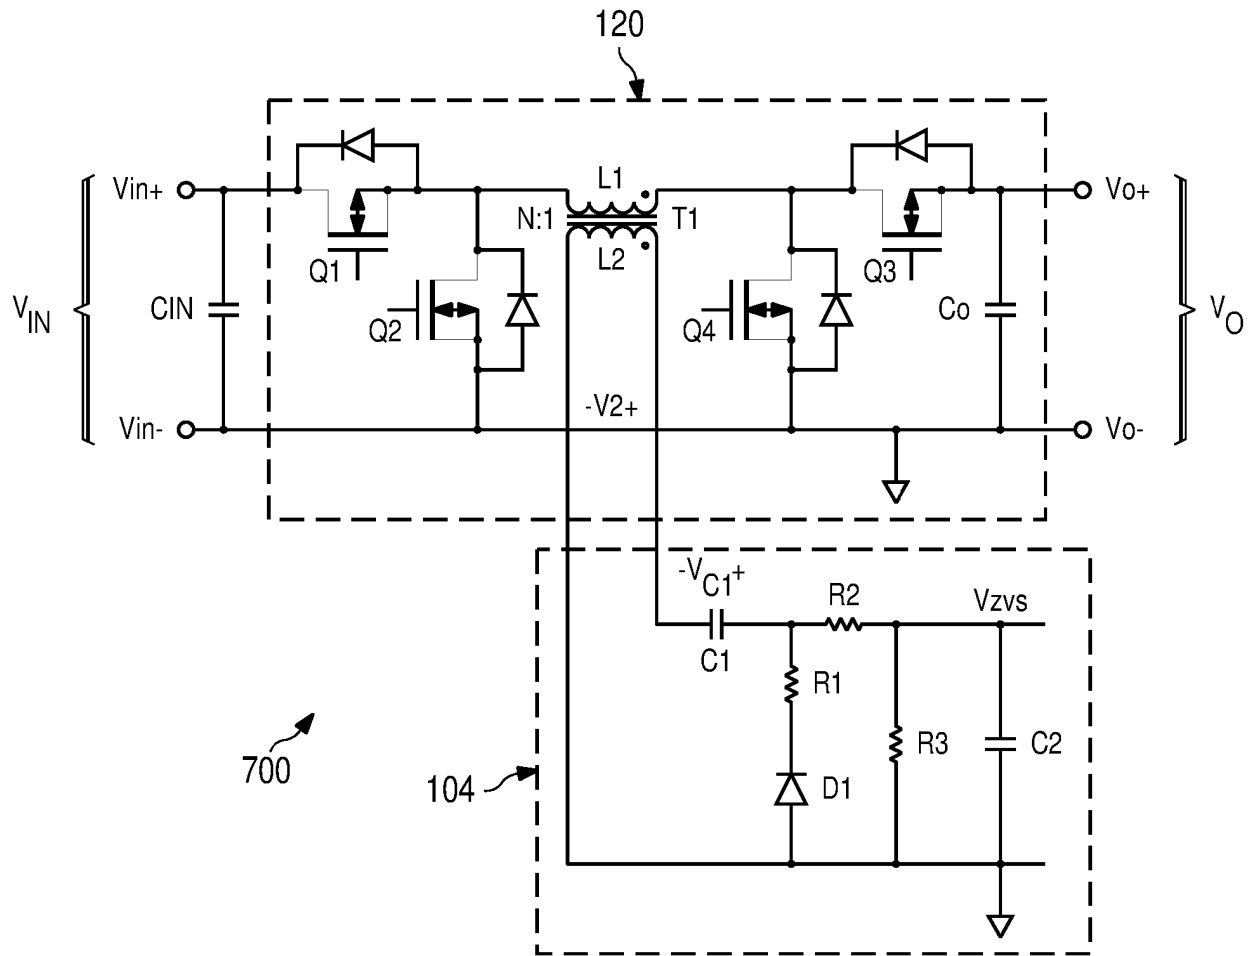 120
Vin+
Vin-
VIN
CIN
Q1
Q2
N:1
L1
T1
L2
Q4
Q3
Co
Vo+
Vo-
VO
-V2+
-VC1+
C1
R2
Vzvs
R1
R3
C2
D1
700
104